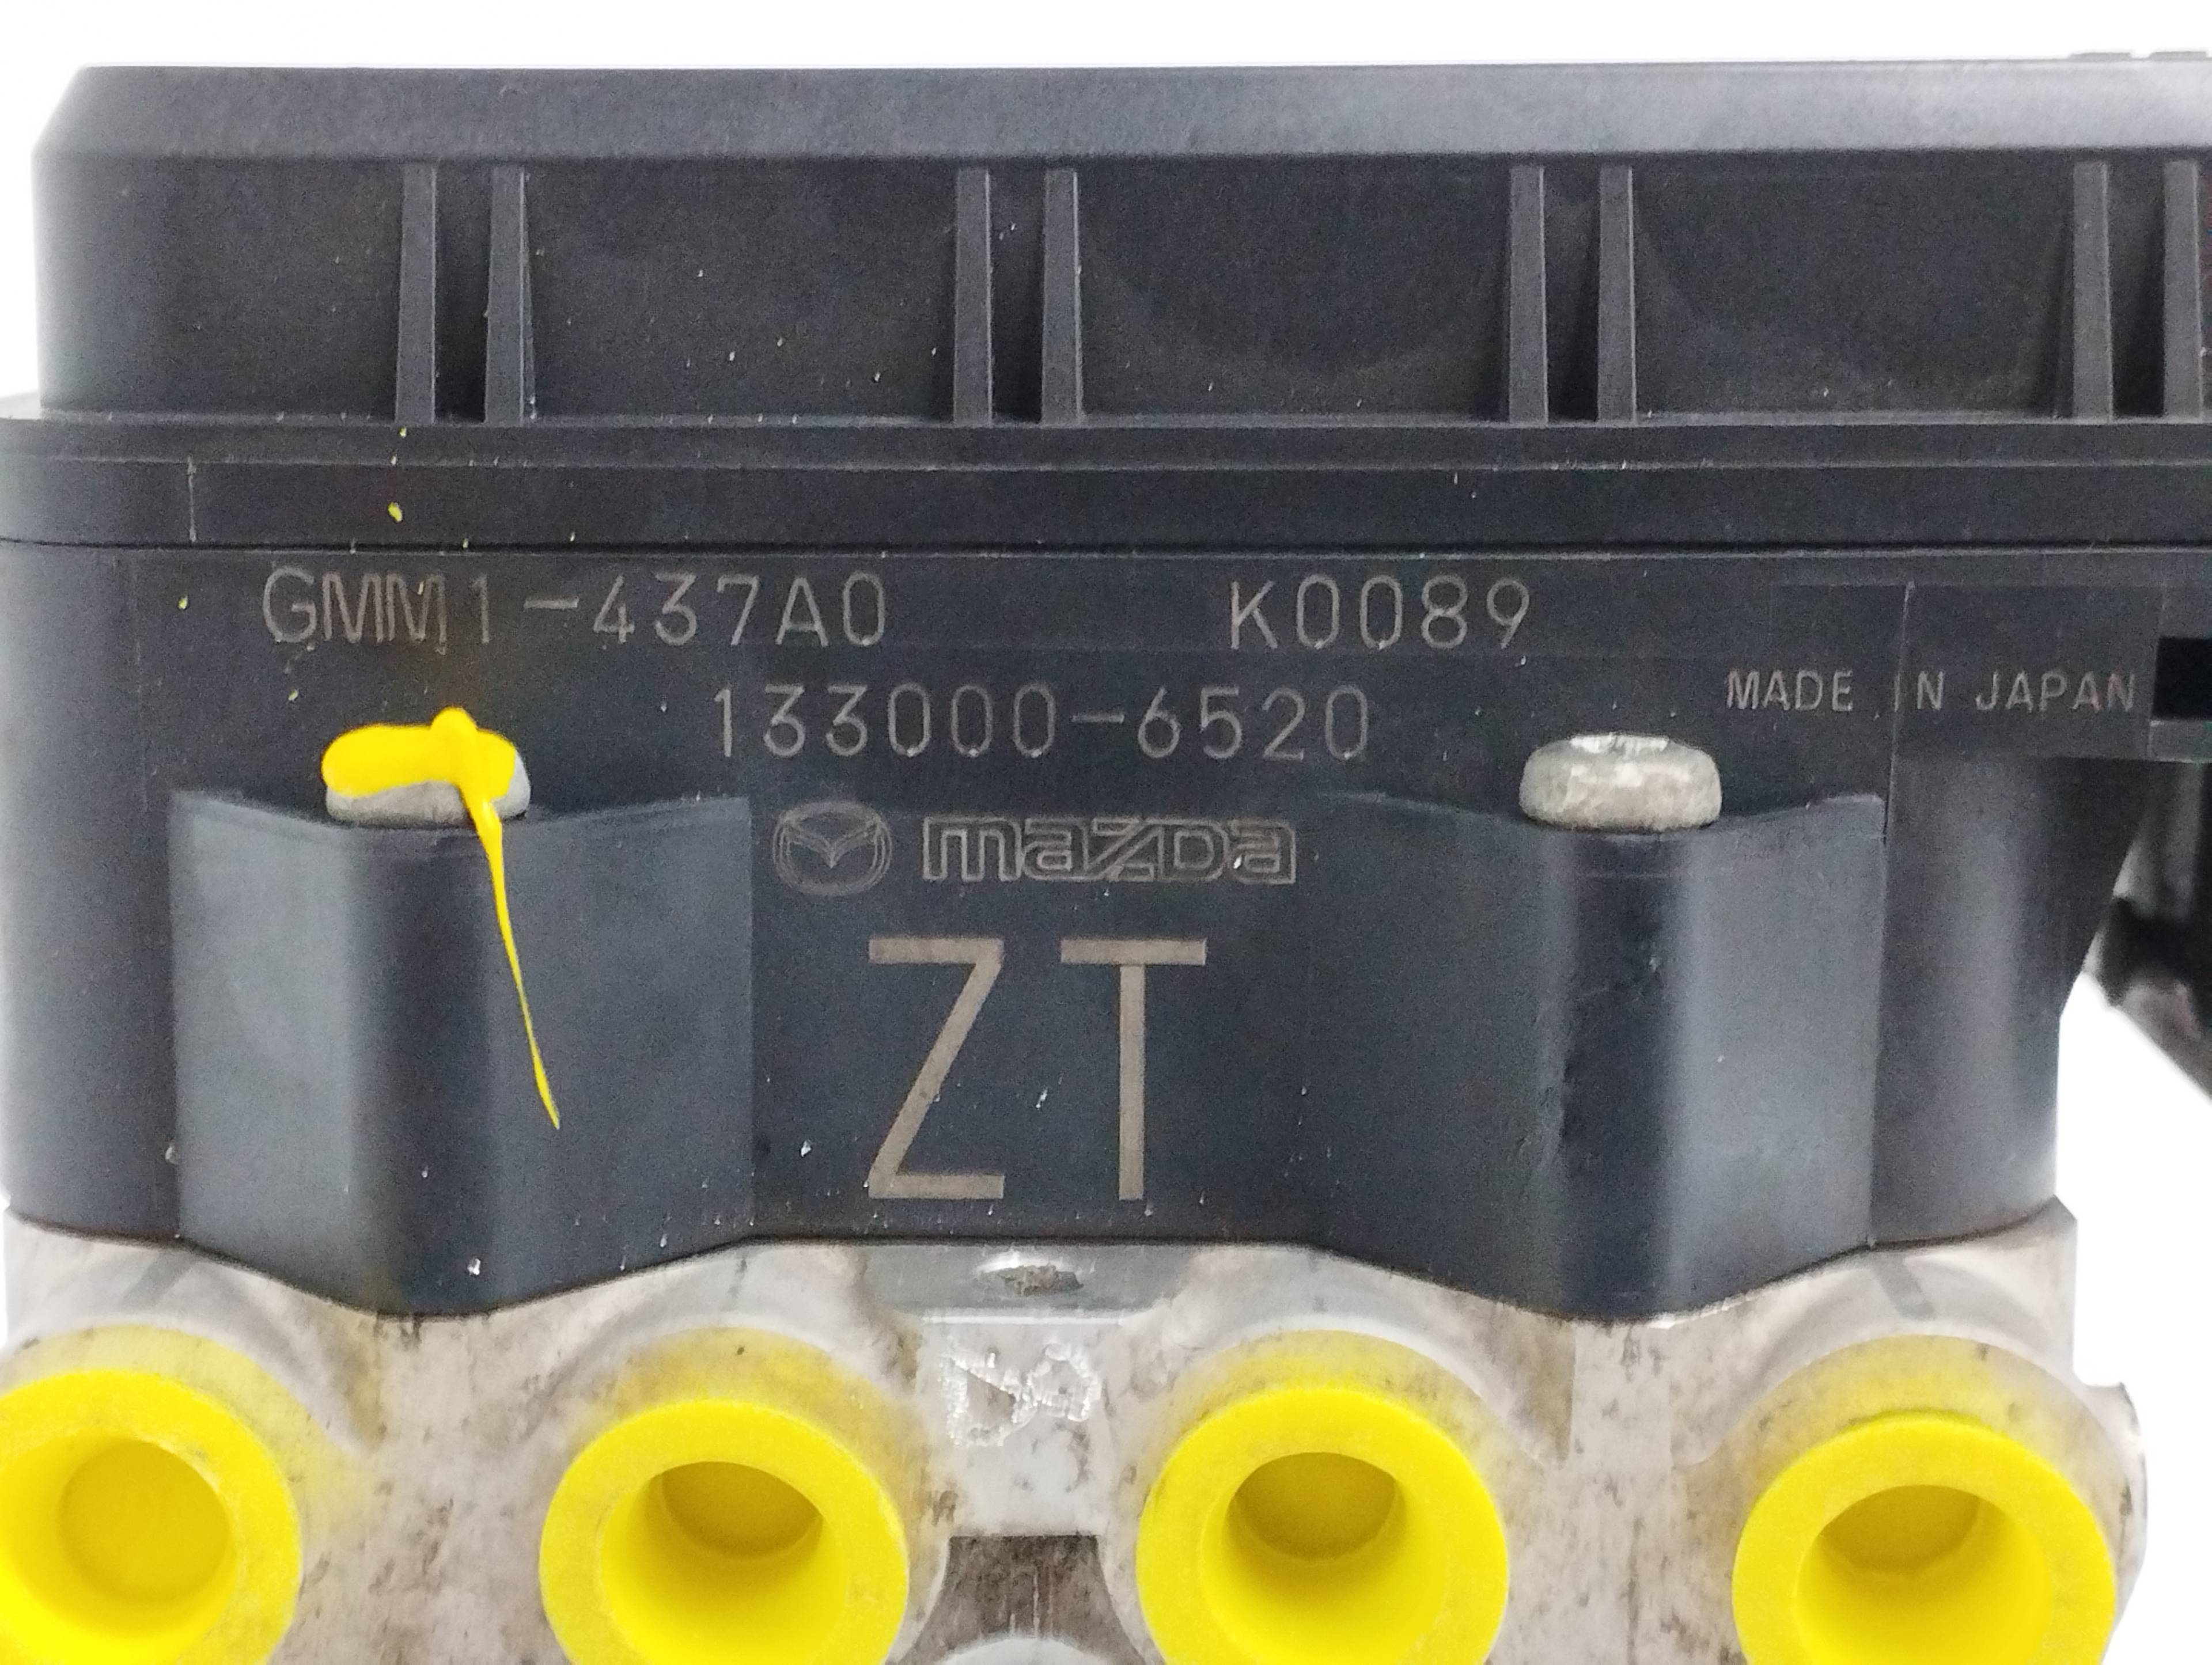 GMM1-437A0 K0089
133000-6520
MADE IN JAPAN
mazda
ZT